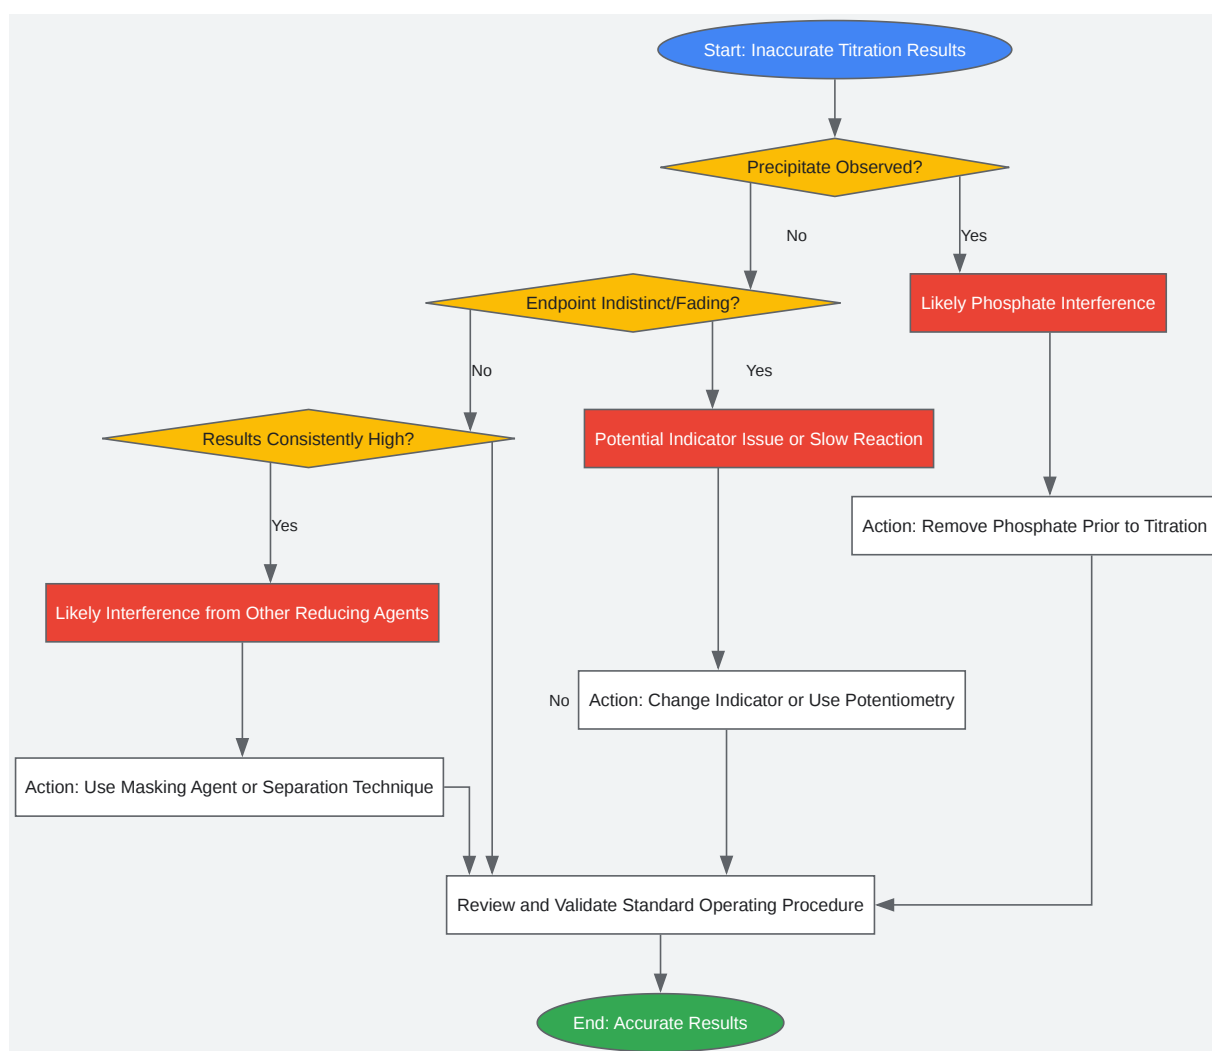 Start: Inaccurate Titration Results
Precipitate Observed?
No
Yes
Endpoint Indistinct/Fading?
Likely Phosphate Interference
No
Yes
Results Consistently High?
Potential Indicator Issue or Slow Reaction
Yes
Action: Remove Phosphate Prior to Titration
Likely Interference from Other Reducing Agents
No
Action: Change Indicator or Use Potentiometry
Action: Use Masking Agent or Separation Technique
Review and Validate Standard Operating Procedure
End: Accurate Results